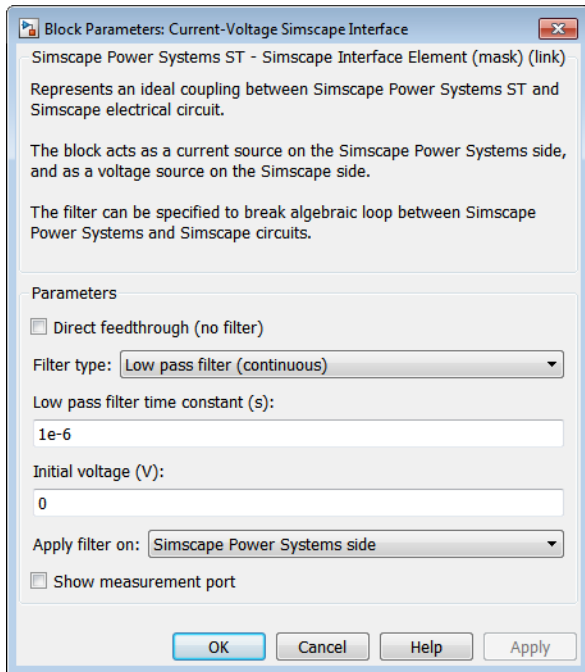 Block Parameters: Current-Voltage Simscape Interface
Simscape Power Systems ST - Simscape Interface Element (mask) (link)
Represents an ideal coupling between Simscape Power Systems ST and
Simscape electrical circuit.
The block acts as a current source on the Simscape Power Systems side,
and as a voltage source on the Simscape side.
The filter can be specified to break algebraic loop between Simscape
Power Systems and Simscape circuits.
Parameters
Direct feedthrough (no filter)
Filter type: Low pass filter (continuous)
Low pass filter time constant (s):
1e-6
Initial voltage (V):
0
Apply filter on: Simscape Power Systems side
Show measurement port
OK Cancel Help Apply